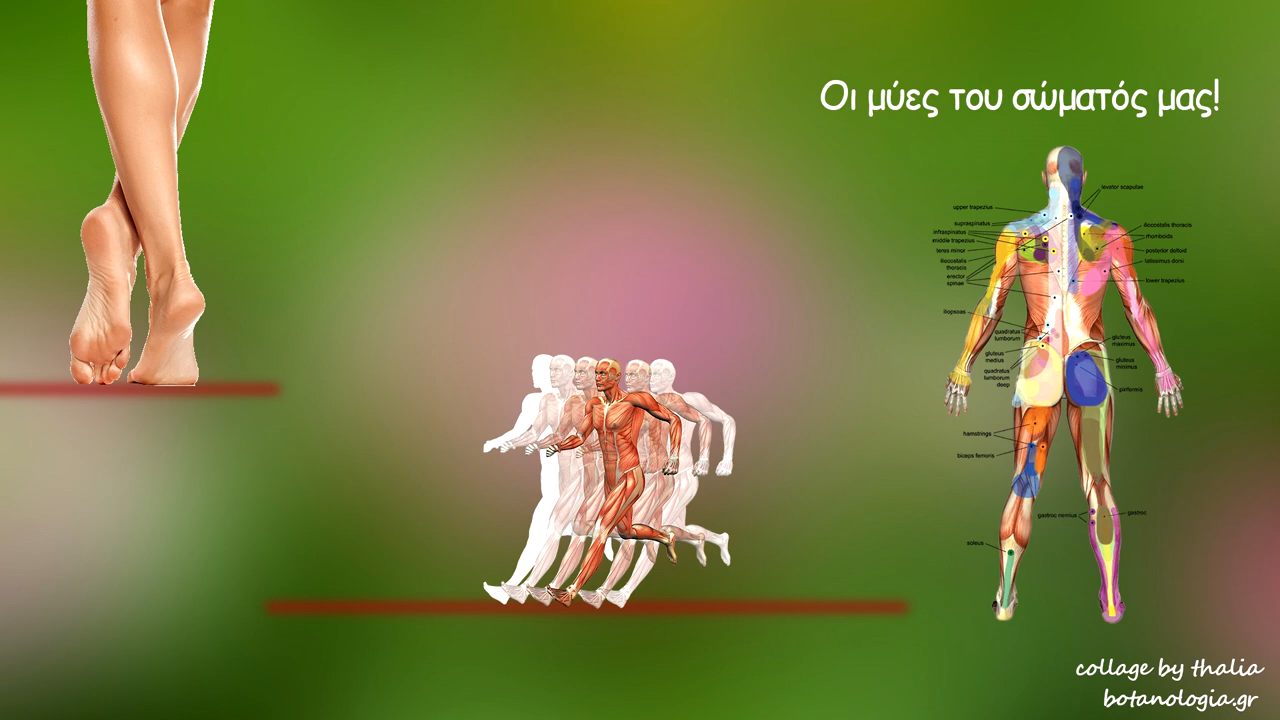 Οι μύες του σώματός μας!
levator scapulae
upper trapezius
supraspinatus
infraspinatus
middle trapezius
teres minor
iliocostalis
thoracis
erector
spinae
iliocostalis thoracis
rhomboids
posterior deltoid
latissimus dorsi
lower trapezius
iliopsoas
quadratus
lumborum
gluteus
medius
quadratus
lumborum
deep
gluteus
maximus
gluteus
minimus
piriformis
hamstrings
biceps femoris
gastroc nemius
gastroc
soleus
collage by thalia
botanologia.gr